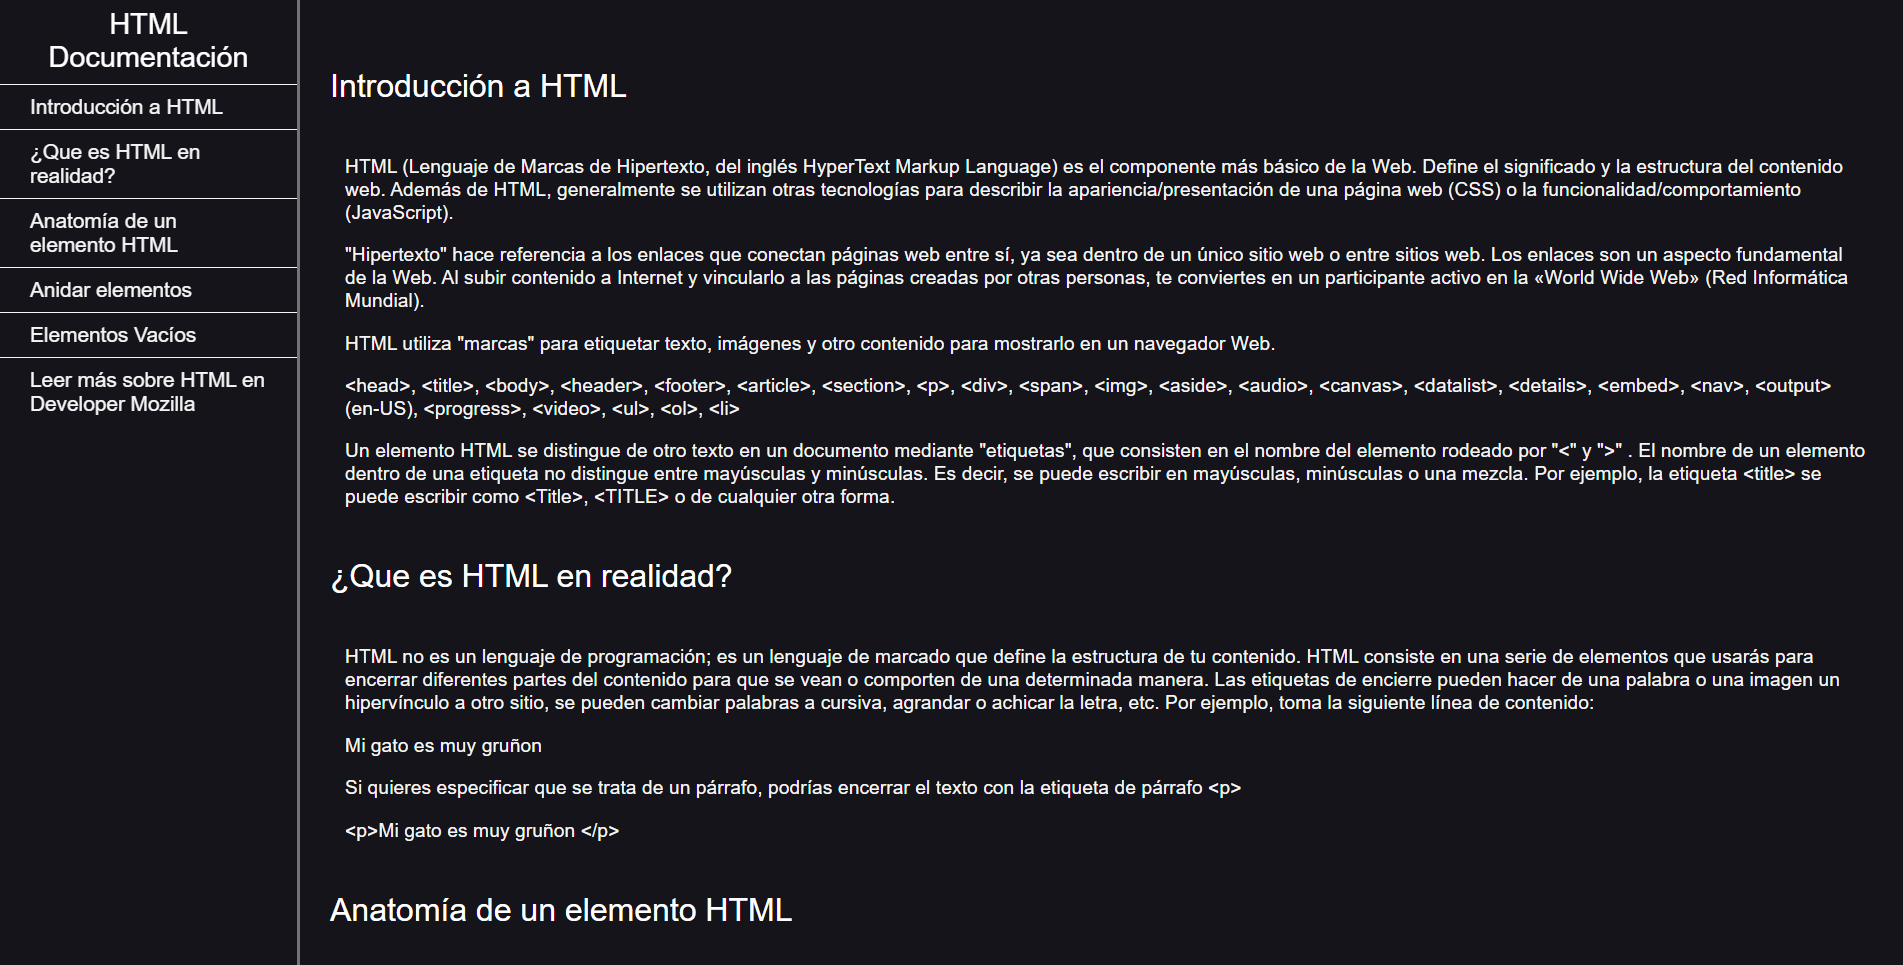 HTML
Documentación
Introducción a HTML
¿Que es HTML en
realidad?
Anatomía de un
elemento HTML
Anidar elementos
Elementos Vacíos
Leer más sobre HTML en
Developer Mozilla
Introducción a HTML
HTML (Lenguaje de Marcas de Hipertexto, del inglés HyperText Markup Language) es el componente más básico de la Web. Define el significado y la estructura del contenido
web. Además de HTML, generalmente se utilizan otras tecnologías para describir la apariencia/presentación de una página web (CSS) o la funcionalidad/comportamiento
(JavaScript).
"Hipertexto" hace referencia a los enlaces que conectan páginas web entre sí, ya sea dentro de un único sitio web o entre sitios web. Los enlaces son un aspecto fundamental
de la Web. Al subir contenido a Internet y vincularlo a las páginas creadas por otras personas, te conviertes en un participante activo en la «World Wide Web» (Red Informática
Mundial).
HTML utiliza "marcas" para etiquetar texto, imágenes y otro contenido para mostrarlo en un navegador Web.
<head>, <title>, <body>, <header>, <footer>, <article>, <section>, <p>, <div>, <span>, <img>, <aside>, <audio>, <canvas>, <datalist>, <details>, <embed>, <nav>, <output>
(en-US), <progress>, <video>, <ul>, <ol>, <li>
Un elemento HTML se distingue de otro texto en un documento mediante "etiquetas", que consisten en el nombre del elemento rodeado por "<" y ">" . El nombre de un elemento
dentro de una etiqueta no distingue entre mayúsculas y minúsculas. Es decir, se puede escribir en mayúsculas, minúsculas o una mezcla. Por ejemplo, la etiqueta <title> se
puede escribir como <Title>, <TITLE> o de cualquier otra forma.
¿Que es HTML en realidad?
HTML no es un lenguaje de programación; es un lenguaje de marcado que define la estructura de tu contenido. HTML consiste en una serie de elementos que usarás para
encerrar diferentes partes del contenido para que se vean o comporten de una determinada manera. Las etiquetas de encierre pueden hacer de una palabra o una imagen un
hipervínculo a otro sitio, se pueden cambiar palabras a cursiva, agrandar o achicar la letra, etc. Por ejemplo, toma la siguiente línea de contenido:
Mi gato es muy gruñon
Si quieres especificar que se trata de un párrafo, podrías encerrar el texto con la etiqueta de párrafo <p>
<p>Mi gato es muy gruñon </p>
Anatomía de un elemento HTML